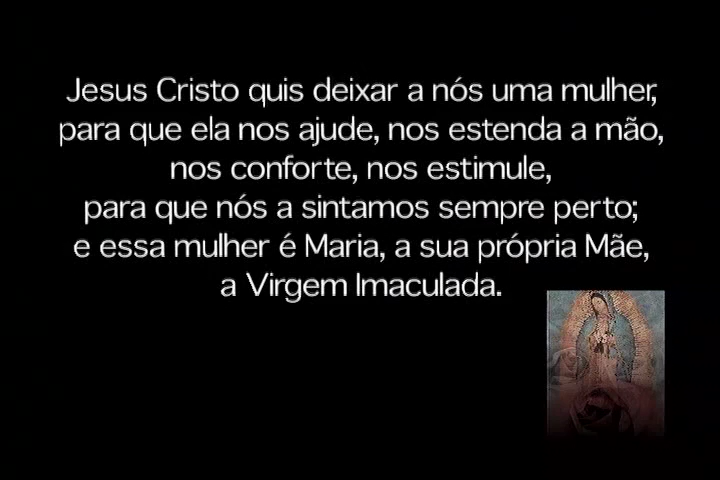 Jesus Cristo quis deixar a nós uma mulher,
para que ela nos ajude, nos estenda a mão,
nos conforte, nos estimule,
para que nós a sintamos sempre perto;
e essa mulher é Maria, a sua própria Mãe,
a Virgem Imaculada.